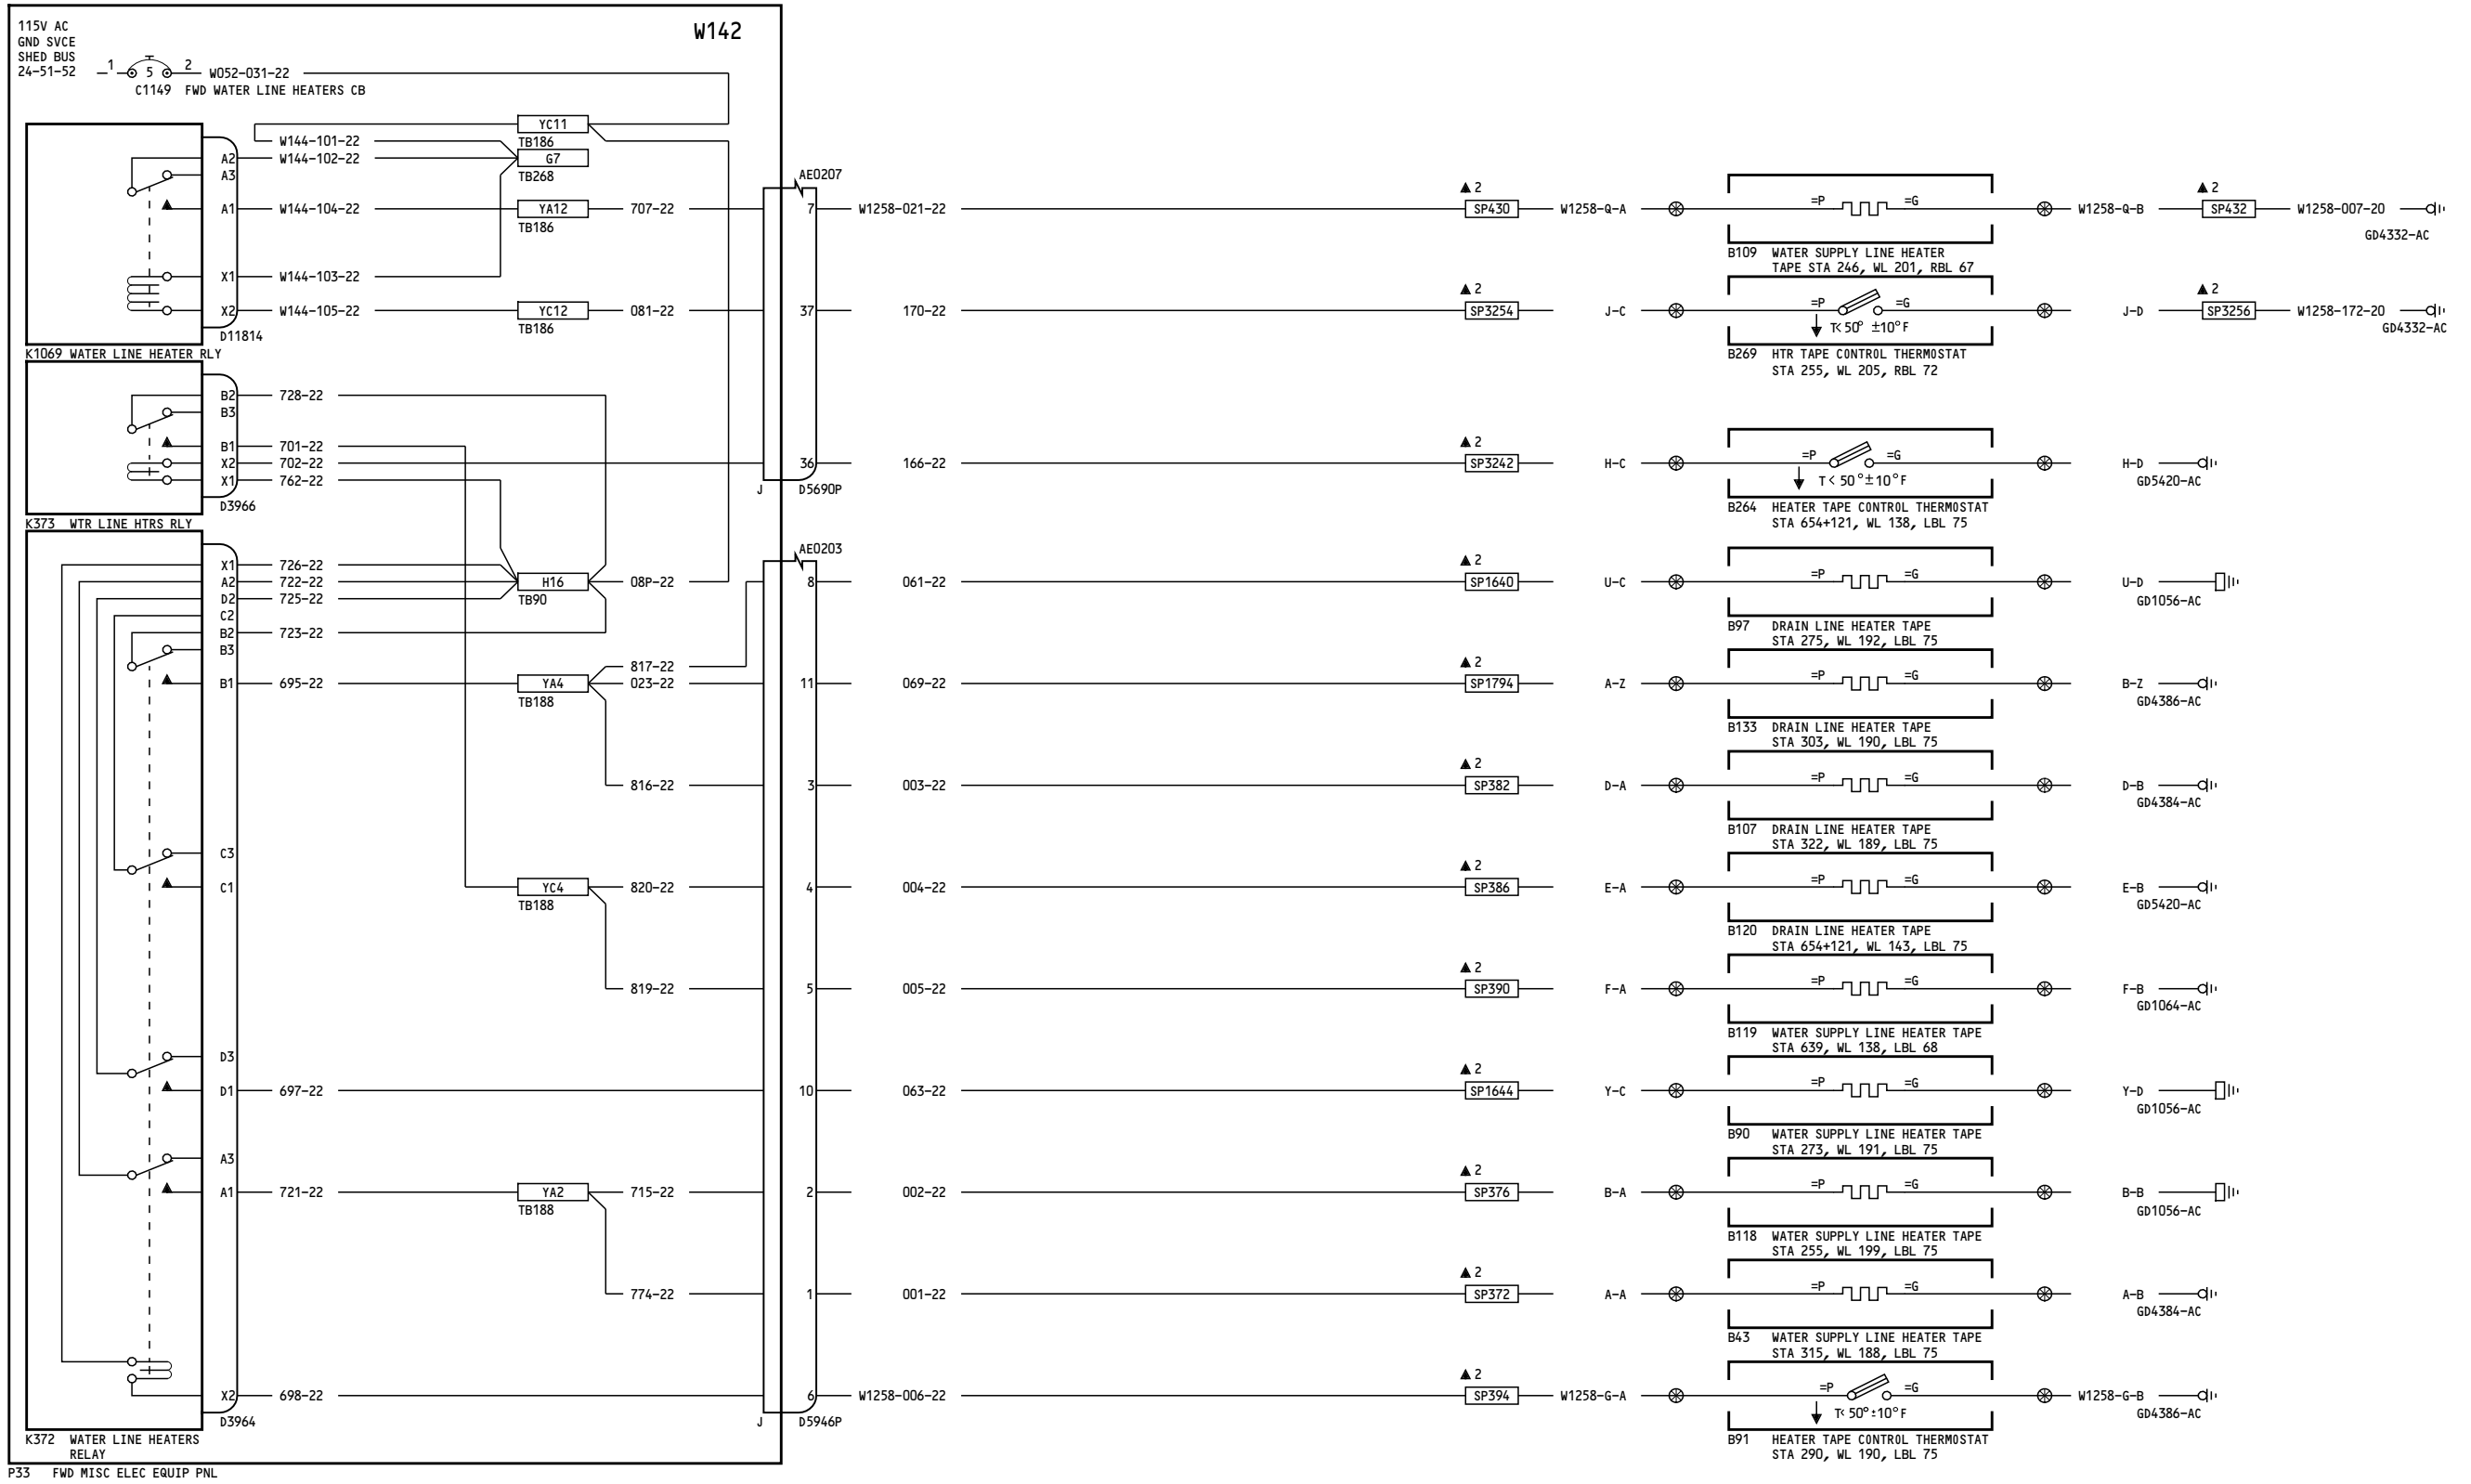 115V AC
GND SVCE
SHED BUS
24-51-52
1
5
2
W052-031-22
C1149 FWD WATER LINE HEATERS CB
W142
YC11
TB186
W144-101-22
A2
W144-102-22
G7
TB268
A3
A1
W144-104-22
YA12
TB186
707-22
X1
W144-103-22
X2
W144-105-22
YC12
TB186
081-22
D11814
K1069 WATER LINE HEATER RLY
B2
728-22
B3
B1
701-22
X2
702-22
X1
762-22
D3966
K373 WTR LINE HTRS RLY
X1
726-22
A2
722-22
H16
TB90
08P-22
D2
725-22
C2
B2
723-22
B3
817-22
B1
695-22
YA4
TB188
023-22
816-22
C3
C1
YC4
TB188
820-22
819-22
D3
D1
697-22
A3
A1
721-22
YA2
TB188
715-22
774-22
X2
698-22
D3964
K372 WATER LINE HEATERS
RELAY
P33 FWD MISC ELEC EQUIP PNL
AE0207
7
W1258-021-22
▲ 2
SP430
W1258-Q-A
=P
=G
W1258-Q-B
▲ 2
SP432
W1258-007-20
GD4332-AC
B109 WATER SUPPLY LINE HEATER
TAPE STA 246, WL 201, RBL 67
37
170-22
▲ 2
SP3254
J-C
=P
=G
T< 50° ±10°F
J-D
▲ 2
SP3256
W1258-172-20
GD4332-AC
B269 HTR TAPE CONTROL THERMOSTAT
STA 255, WL 205, RBL 72
36
166-22
▲ 2
SP3242
H-C
=P
=G
T< 50°±10°F
H-D
GD5420-AC
J
D5690P
B264 HEATER TAPE CONTROL THERMOSTAT
STA 654+121, WL 138, LBL 75
AE0203
8
061-22
▲ 2
SP1640
U-C
=P
=G
U-D
GD1056-AC
B97 DRAIN LINE HEATER TAPE
STA 275, WL 192, LBL 75
11
069-22
▲ 2
SP1794
A-Z
=P
=G
B-Z
GD4386-AC
B133 DRAIN LINE HEATER TAPE
STA 303, WL 190, LBL 75
3
003-22
▲ 2
SP382
D-A
=P
=G
D-B
GD4384-AC
B107 DRAIN LINE HEATER TAPE
STA 322, WL 189, LBL 75
4
004-22
▲ 2
SP386
E-A
=P
=G
E-B
GD5420-AC
B120 DRAIN LINE HEATER TAPE
STA 654+121, WL 143, LBL 75
5
005-22
▲ 2
SP390
F-A
=P
=G
F-B
GD1064-AC
B119 WATER SUPPLY LINE HEATER TAPE
STA 639, WL 138, LBL 68
10
063-22
▲ 2
SP1644
Y-C
=P
=G
Y-D
GD1056-AC
B90 WATER SUPPLY LINE HEATER TAPE
STA 273, WL 191, LBL 75
2
002-22
▲ 2
SP376
B-A
=P
=G
B-B
GD1056-AC
B118 WATER SUPPLY LINE HEATER TAPE
STA 255, WL 199, LBL 75
1
001-22
▲ 2
SP372
A-A
=P
=G
A-B
GD4384-AC
B43 WATER SUPPLY LINE HEATER TAPE
STA 315, WL 188, LBL 75
6
W1258-006-22
▲ 2
SP394
W1258-G-A
=P
=G
T< 50°±10°F
W1258-G-B
GD4386-AC
J
D5946P
B91 HEATER TAPE CONTROL THERMOSTAT
STA 290, WL 190, LBL 75